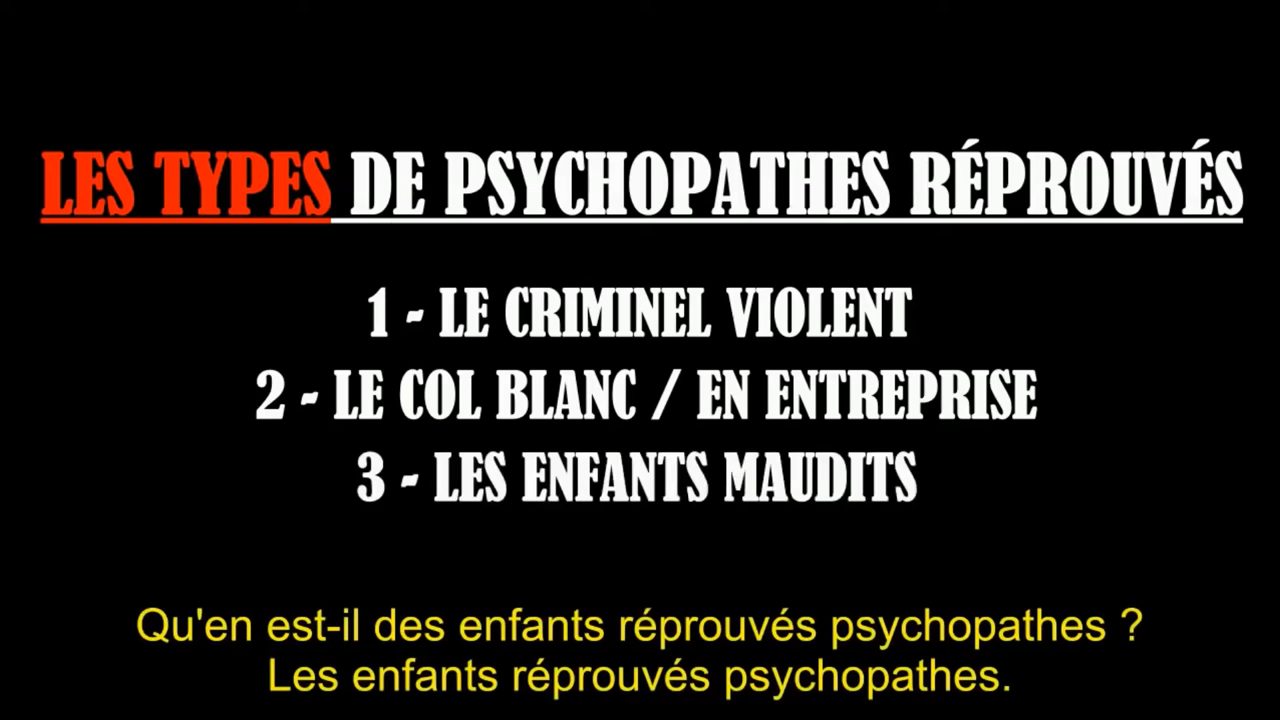 LES TYPES DE PSYCHOPATHES RÉPROUVÉS
1 - LE CRIMINEL VIOLENT
2 - LE COL BLANC / EN ENTREPRISE
3 - LES ENFANTS MAUDITS
Qu'en est-il des enfants réprouvés psychopathes ?
Les enfants réprouvés psychopathes.